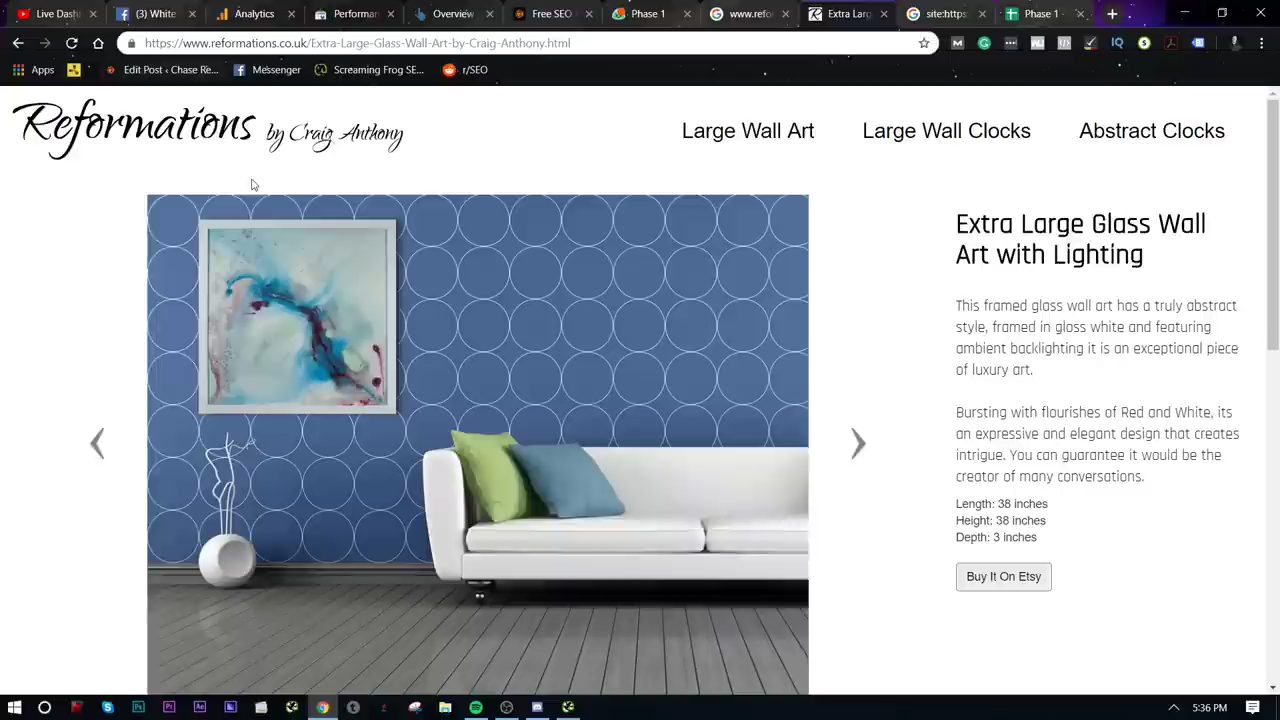 Live Dashl
(3) White
Analytics
Performan
Overview
Free SEO
Phase 1
www.refo
Extra Larg
site:https
Phase 1
https://www.reformations.co.uk/Extra-Large-Glass-Wall-Art-by-Craig-Anthony.html
Apps
Edit Post ‹ Chase Re...
Messenger
Screaming Frog SE...
r/SEO
Reformations by Craig Anthony
Large Wall Art
Large Wall Clocks
Abstract Clocks
Extra Large Glass Wall
Art with Lighting
This framed glass wall art has a truly abstract
style, framed in gloss white and featuring
ambient backlighting it is an exceptional piece
of luxury art.
Bursting with flourishes of Red and White, its
an expressive and elegant design that creates
intrigue. You can guarantee it would be the
creator of many conversations.
Length: 38 inches
Height: 38 inches
Depth: 3 inches
Buy It On Etsy
5:36 PM